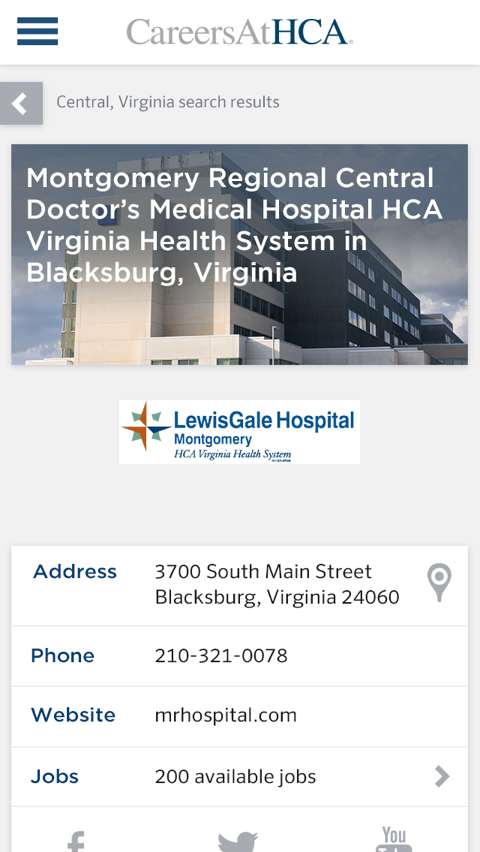 CareersAtHCA
Central, Virginia search results
Montgomery Regional Central
Doctor's Medical Hospital HCA
Virginia Health System in
Blacksburg, Virginia
LewisGale Hospital
Montgomery
HCA Virginia Health System
Address 3700 South Main Street
Blacksburg, Virginia 24060
Phone 210-321-0078
Website mrhospital.com
Jobs 200 available jobs
You